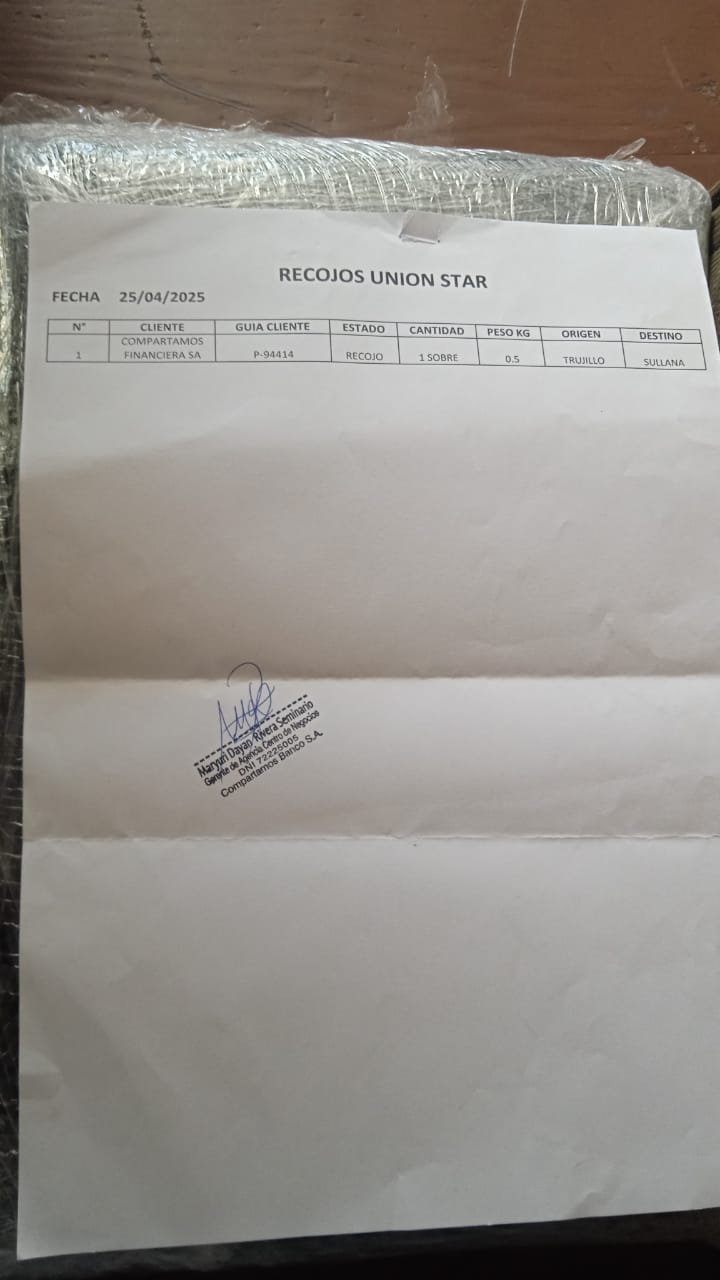 RECOJOS UNION STAR
FECHA 25/04/2025
N° CLIENTE GUIA CLIENTE ESTADO CANTIDAD PESO KG ORIGEN DESTINO
1 COMPARTAMOS FINANCIERA SA P-94414 RECOJO 1 SOBRE 0.5 TRUJILLO SULLANA
Maryuri Dayan Rivera Seminario
Gerente de Agencia Centro de Negocios
DNI 72225005
Compartamos Banco S.A.